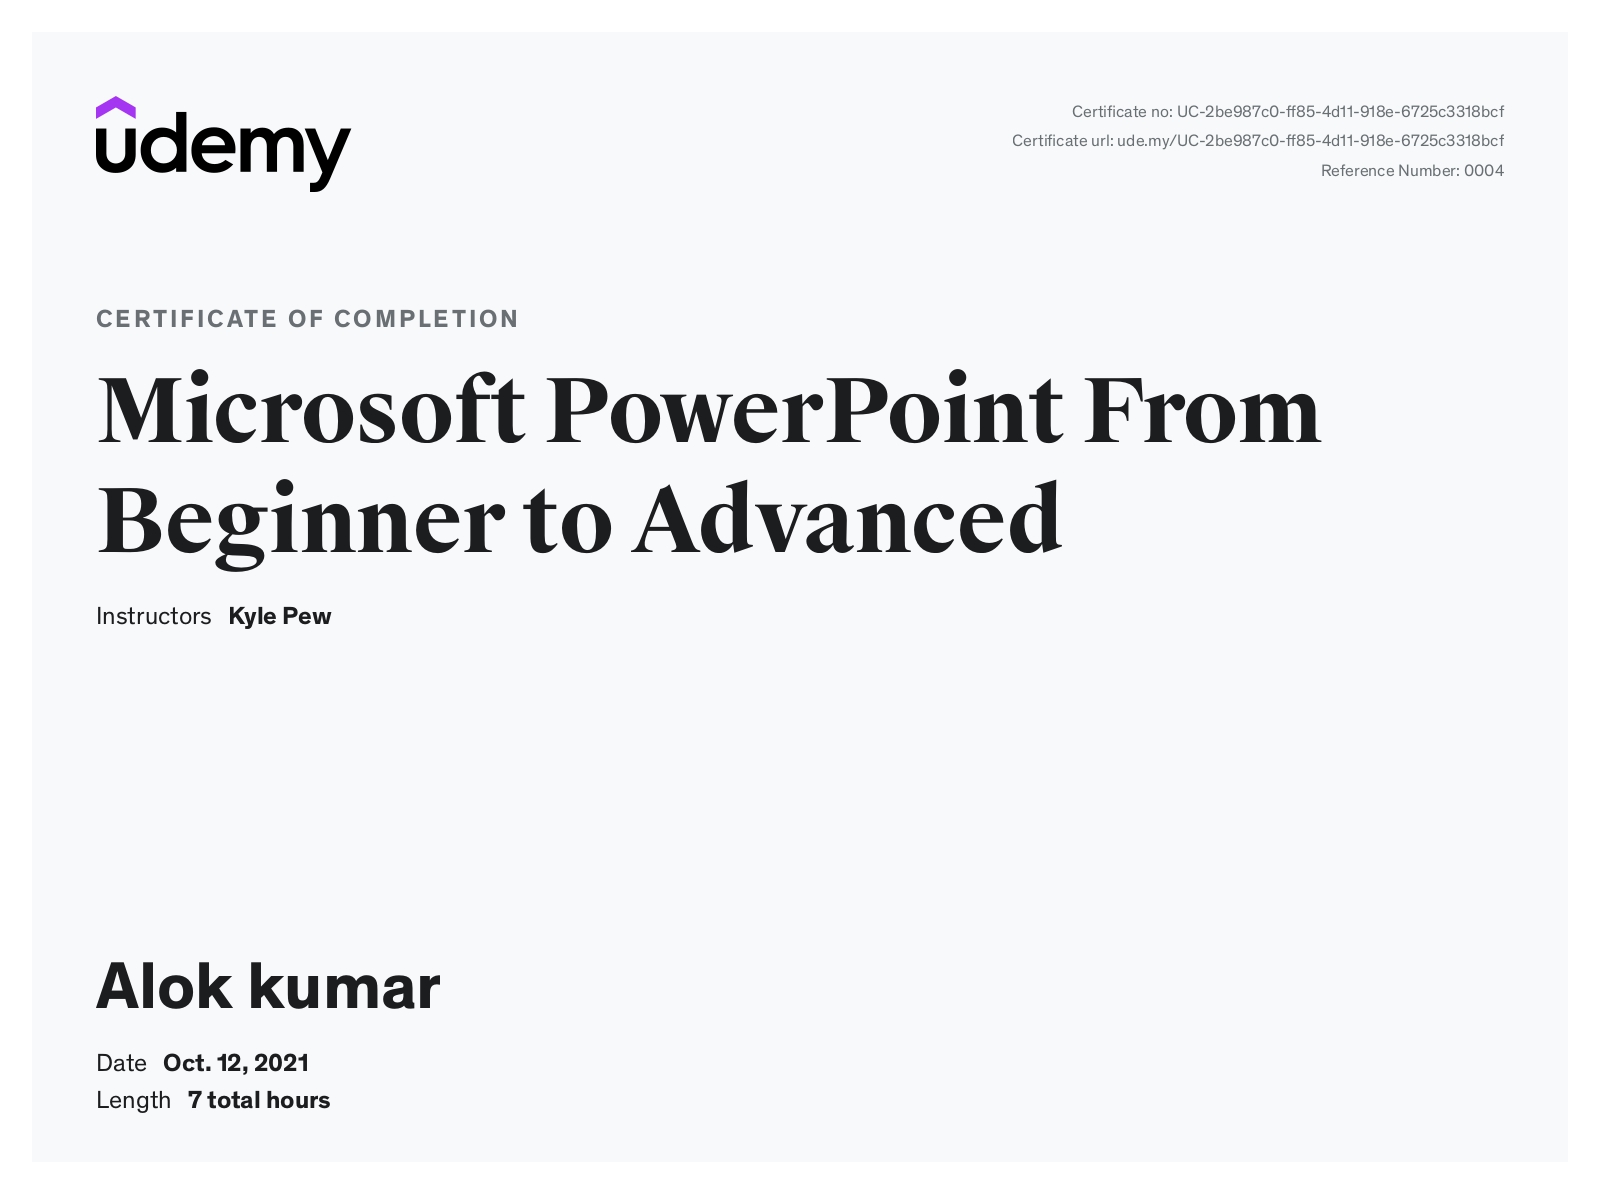 udemy
Certificate no: UC-2be987c0-ff85-4d11-918e-6725c3318bcf
Certificate url: ude.my/UC-2be987c0-ff85-4d11-918e-6725c3318bcf
Reference Number: 0004
CERTIFICATE OF COMPLETION
Microsoft PowerPoint From
Beginner to Advanced
Instructors Kyle Pew
Alok kumar
Date Oct. 12, 2021
Length 7 total hours